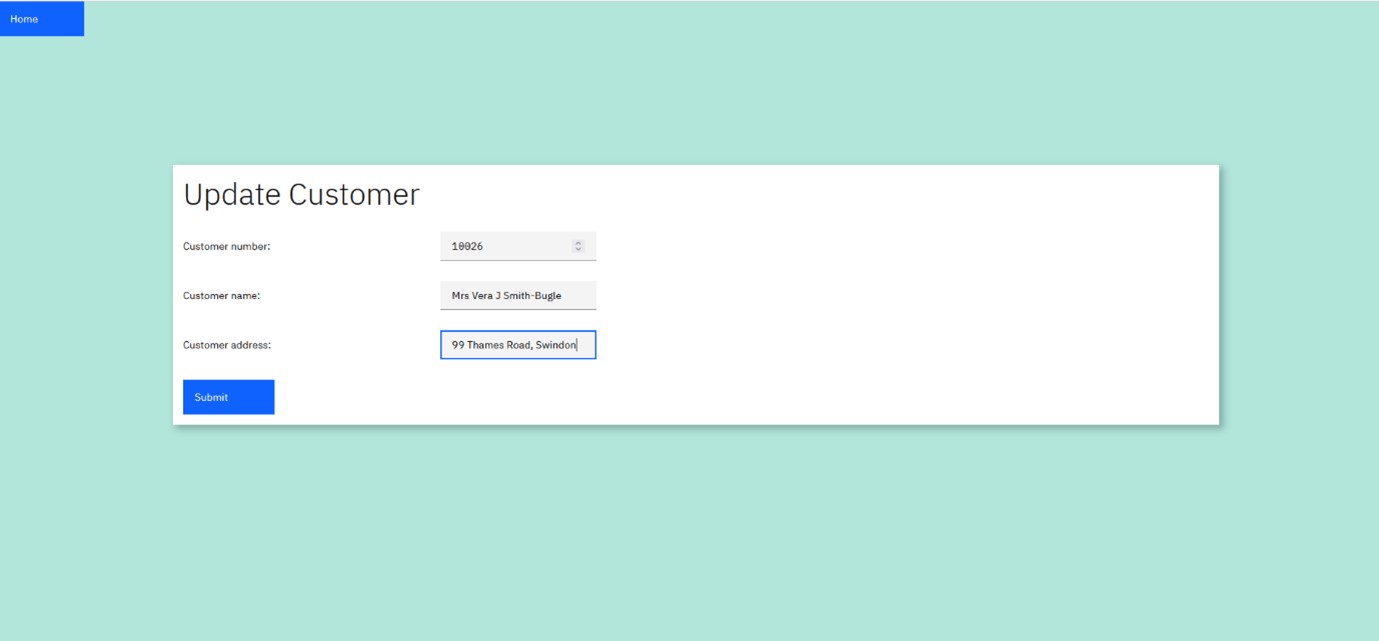 Home
Update Customer
Customer number: 10026
Customer name: Mrs Vera J Smith-Bugle
Customer address: 99 Thames Road, Swindon
Submit